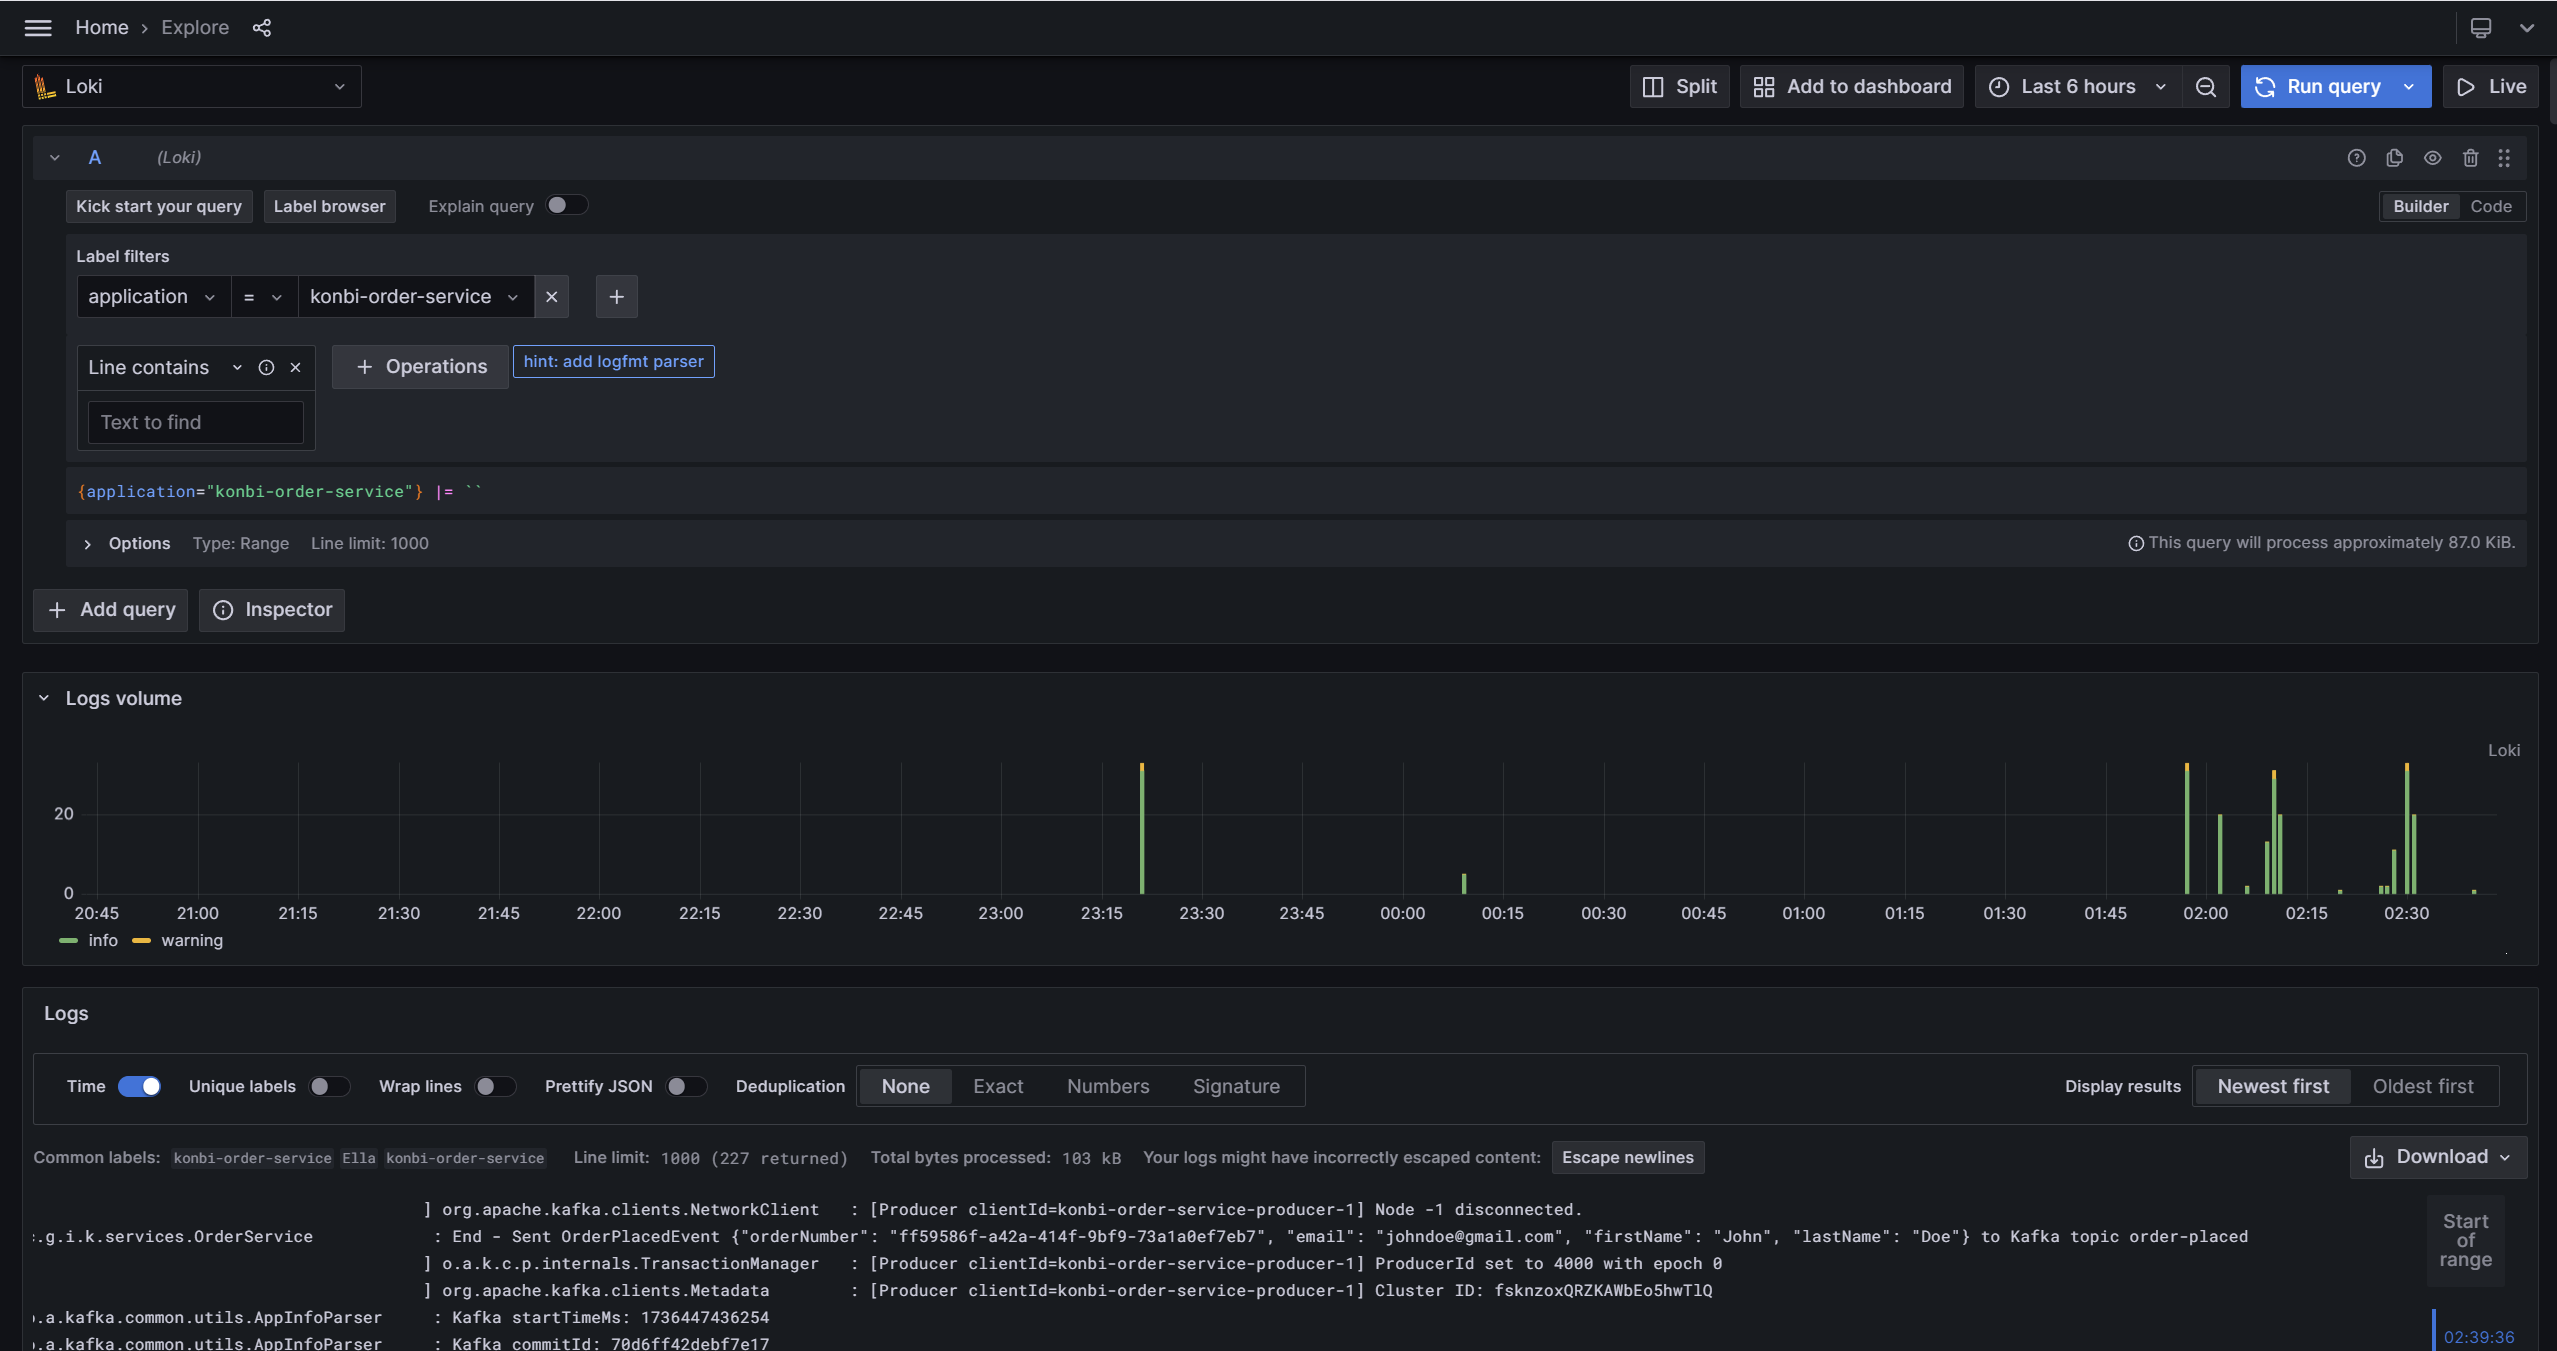 Home › Explore
Loki
Split
Add to dashboard
Last 6 hours
Run query
Live
A (Loki)
Kick start your query
Label browser
Explain query
Builder
Code
Label filters
application
=
konbi-order-service
Line contains
Operations
hint: add logfmt parser
Text to find
{application="konbi-order-service"} |= ``
Options Type: Range Line limit: 1000
This query will process approximately 87.0 KiB.
Add query
Inspector
Logs volume
Loki
20
0
20:45 21:00 21:15 21:30 21:45 22:00 22:15 22:30 22:45 23:00 23:15 23:30 23:45 00:00 00:15 00:30 00:45 01:00 01:15 01:30 01:45 02:00 02:15 02:30
info warning
Logs
Time
Unique labels
Wrap lines
Prettify JSON
Deduplication
None
Exact
Numbers
Signature
Display results
Newest first
Oldest first
Common labels: konbi-order-service Ella konbi-order-service Line limit: 1000 (227 returned) Total bytes processed: 103 kB Your logs might have incorrectly escaped content: Escape newlines
Download
] org.apache.kafka.clients.NetworkClient : [Producer clientId=konbi-order-service-producer-1] Node -1 disconnected.
.g.i.k.services.OrderService : End - Sent OrderPlacedEvent {"orderNumber": "ff59586f-a42a-414f-9bf9-73a1a0ef7eb7", "email": "johndoe@gmail.com", "firstName": "John", "lastName": "Doe"} to Kafka topic order-placed
] o.a.k.c.p.internals.TransactionManager : [Producer clientId=konbi-order-service-producer-1] ProducerId set to 4000 with epoch 0
] org.apache.kafka.clients.Metadata : [Producer clientId=konbi-order-service-producer-1] Cluster ID: fsknzoxQRZKAWbEo5hwTlQ
.a.kafka.common.utils.AppInfoParser : Kafka startTimeMs: 1736447436254
.a.kafka.common.utils.AppInfoParser : Kafka commitId: 70d6ff42debf7e17
Start
of
range
02:39:36